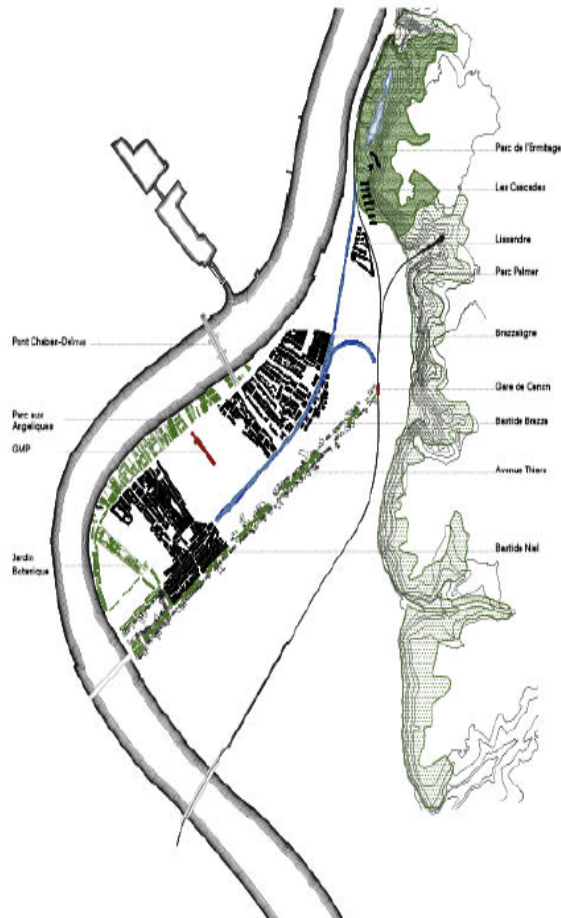 Parc de l'Ermitage
Les Cascades
Lissandre
Parc Palmer
Pont Chaban-Delmas
Brazzaligne
Gare de Cenon
Parc aux
Angeliques
Bastide Brazza
GMP
Avenue Thiers
Jardin
Botanique
Bastide Niel